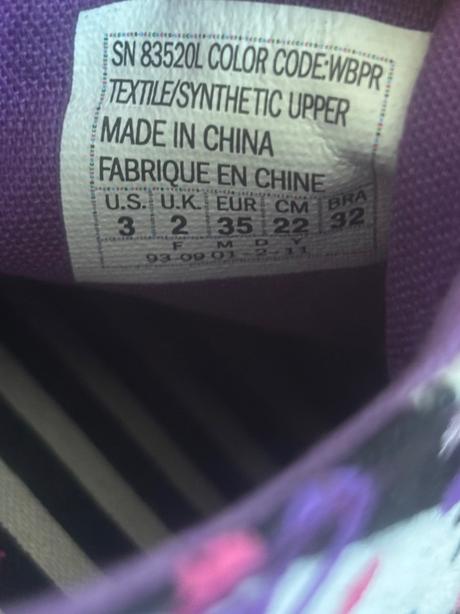 SN 83520L COLOR CODE:WBPR
TEXTILE/SYNTHETIC UPPER
MADE IN CHINA
FABRIQUE EN CHINE
U.S. U.K. EUR CM BRA
3 2 35 22 32
F M D Y
93-09 01-2-11